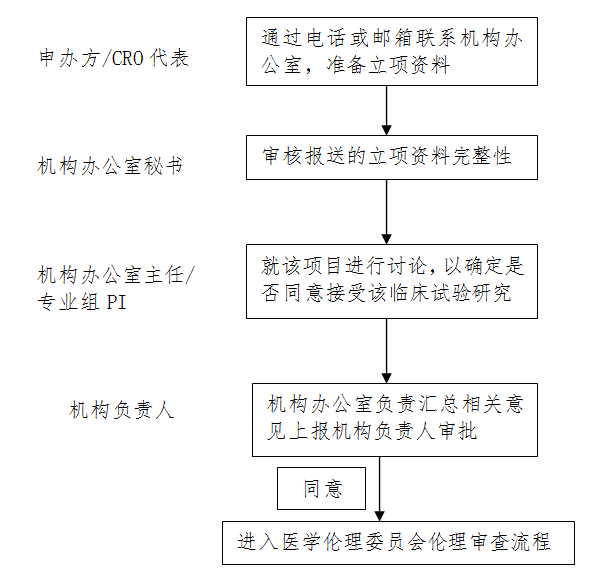 申办方/CRO代表
通过电话或邮箱联系机构办
公室，准备立项资料
机构办公室秘书
审核报送的立项资料完整性
机构办公室主任/
专业组PI
就该项目进行讨论，以确定是
否同意接受该临床试验研究
机构负责人
机构办公室负责汇总相关意
见上报机构负责人审批
同意
进入医学伦理委员会伦理审查流程